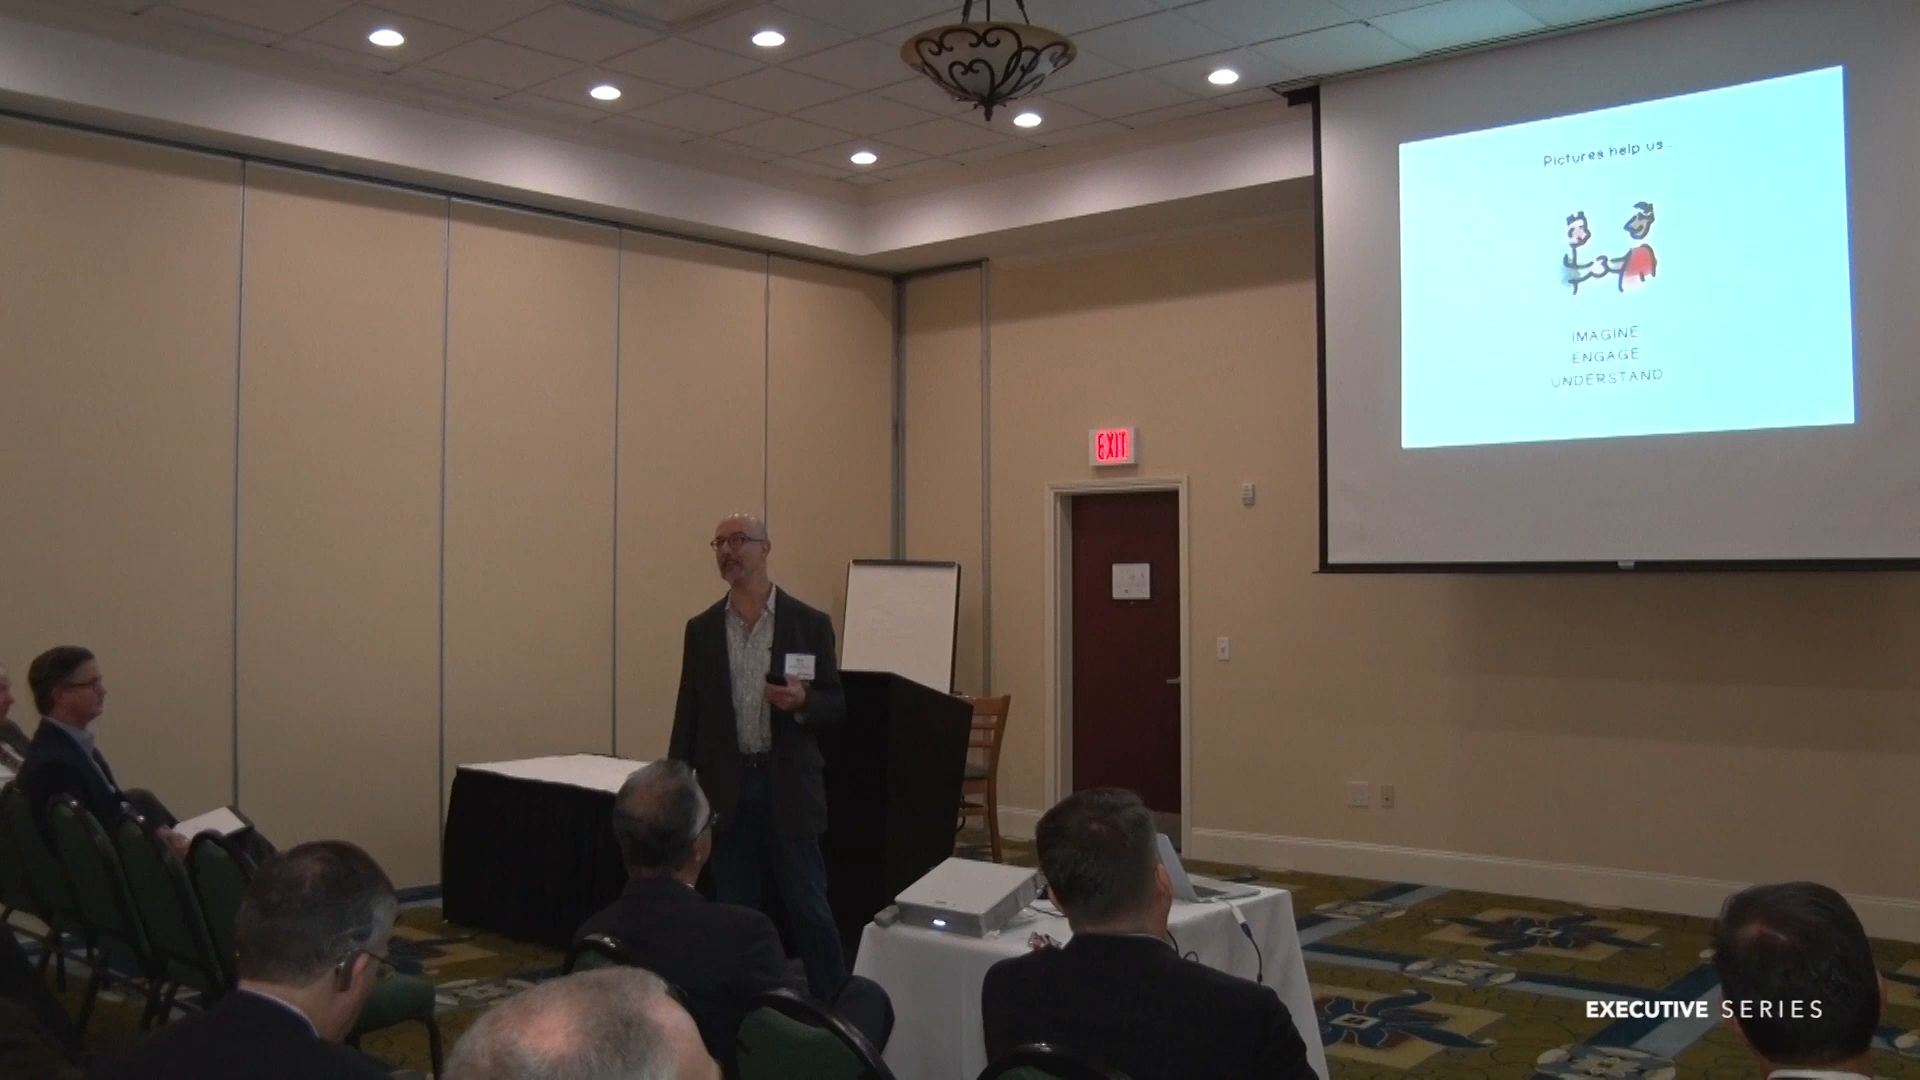 Pictures help us...
IMAGINE
ENGAGE
UNDERSTAND
EXIT
EXECUTIVE SERIES